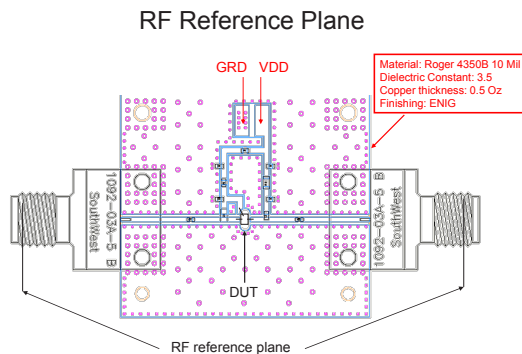 RF Reference Plane
GRD VDD
Material: Roger 4350B 10 Mil
Dielectric Constant: 3.5
Copper thickness: 0.5 Oz
Finishing: ENIG
1092-03A-5 B
SouthWest
1092-03A-5 B
SouthWest
DUT
RF reference plane